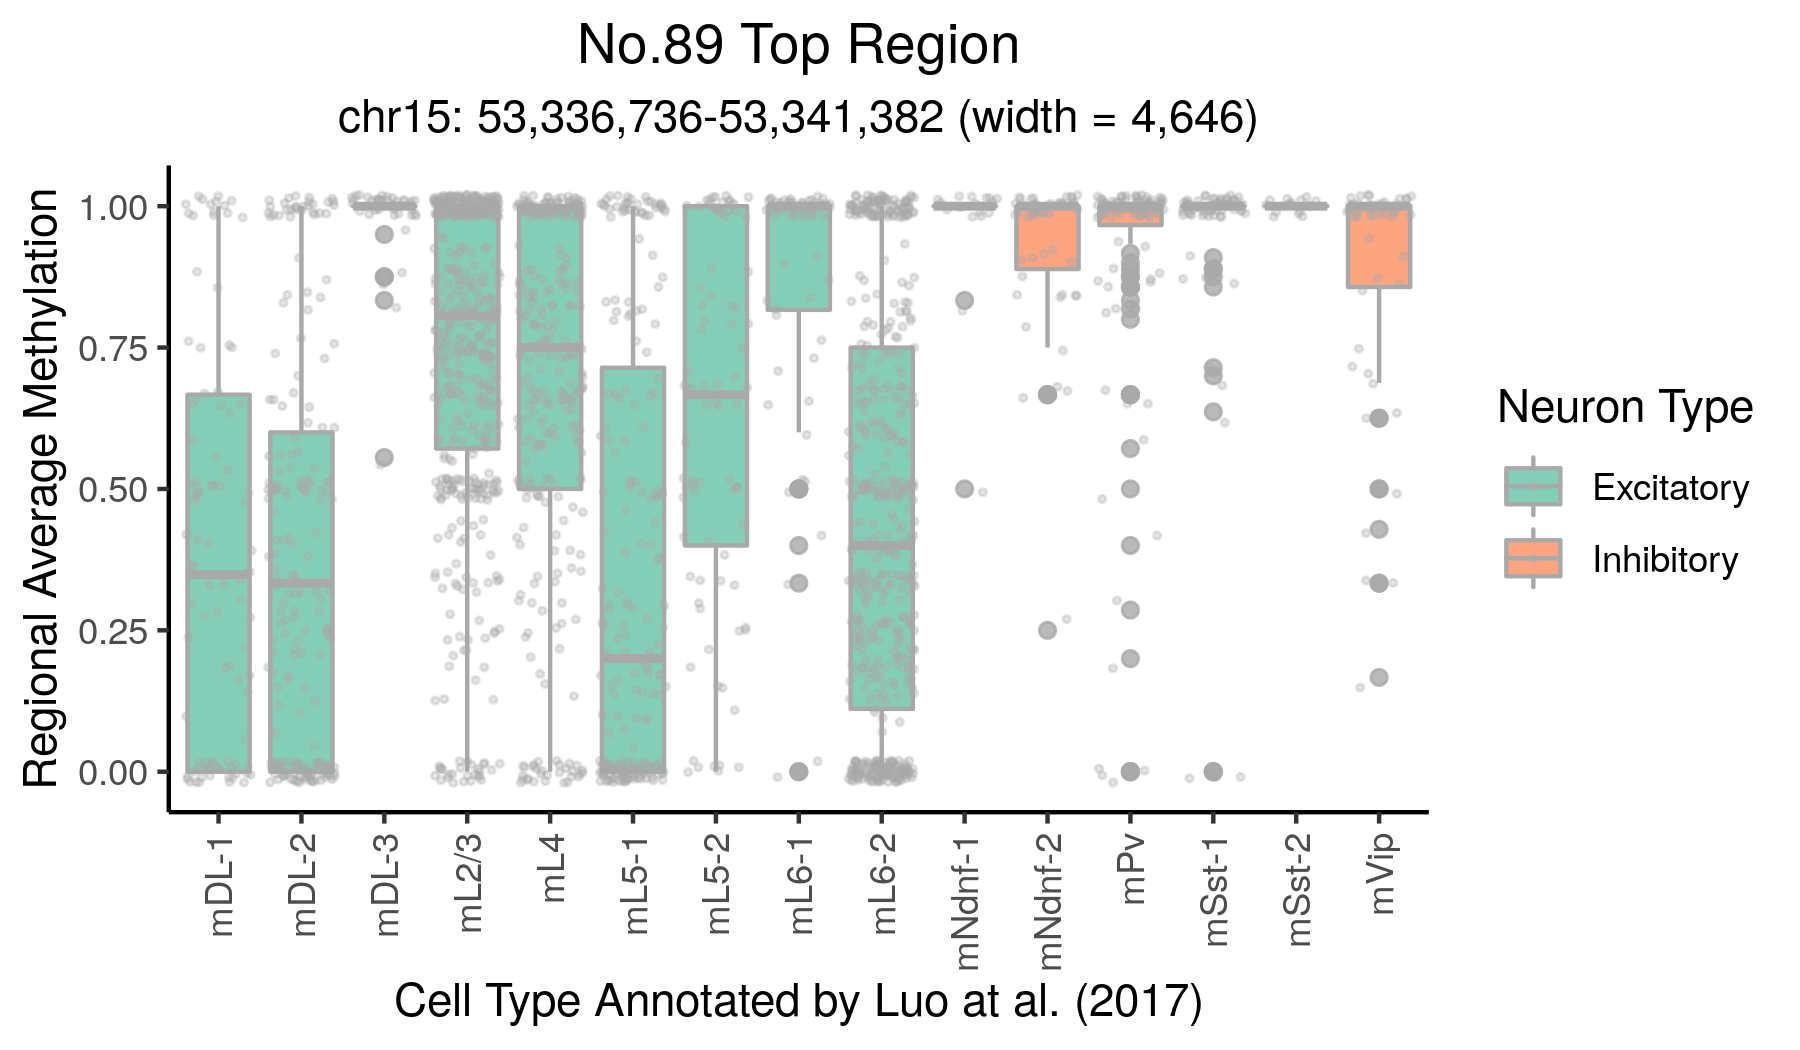 No.89 Top Region
chr15: 53,336,736-53,341,382 (width = 4,646)
Regional Average Methylation
1.00
0.75
0.50
0.25
0.00
mDL-1
mDL-2
mDL-3
mL2/3
mL4
mL5-1
mL5-2
mL6-1
mL6-2
mNdnf-1
mNdnf-2
mPv
mSst-1
mSst-2
mVip
Cell Type Annotated by Luo at al. (2017)
Neuron Type
Excitatory
Inhibitory